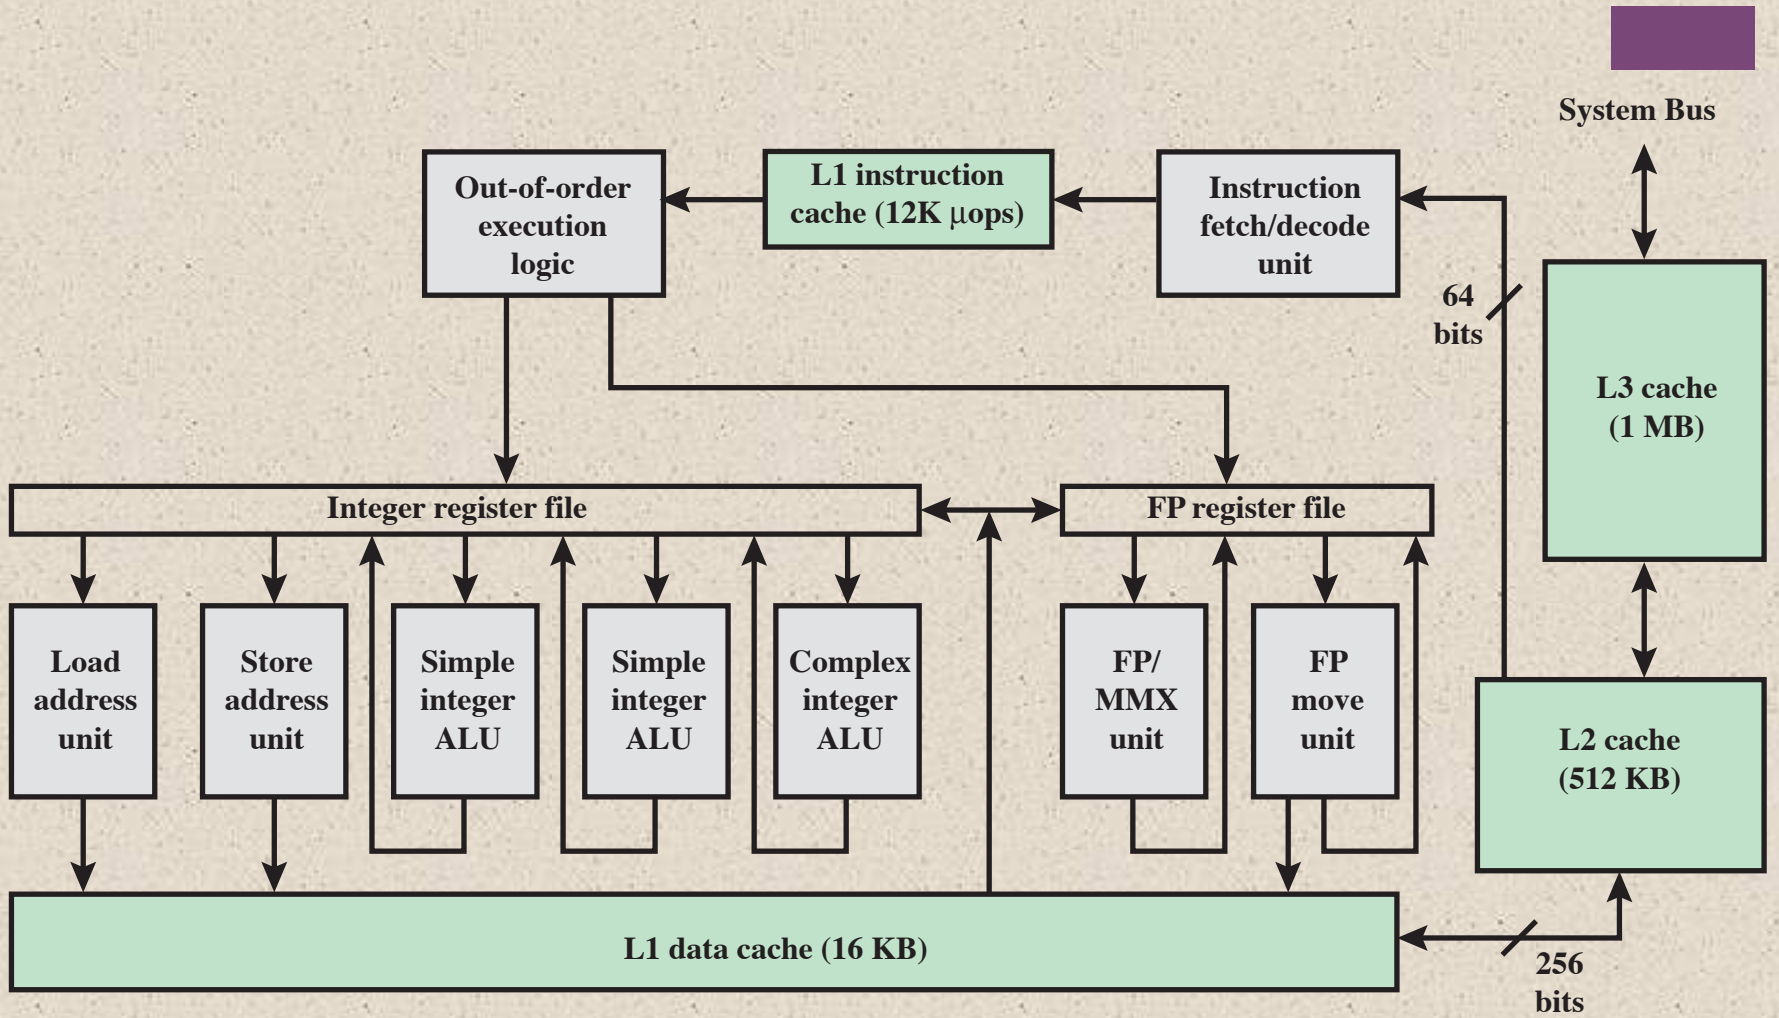 System Bus
Out-of-order
execution
logic
L1 instruction
cache (12K μops)
Instruction
fetch/decode
unit
64
bits
L3 cache
(1 MB)
Integer register file
FP register file
Load
address
unit
Store
address
unit
Simple
integer
ALU
Simple
integer
ALU
Complex
integer
ALU
FP/
MMX
unit
FP
move
unit
L2 cache
(512 KB)
L1 data cache (16 KB)
256
bits